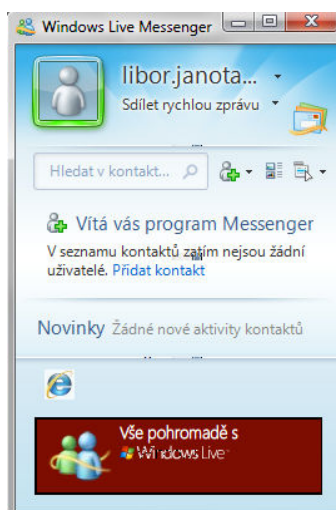 Windows Live Messenger
libor.janota...
Sdílet rychlou zprávu
Hledat v kontakt...
Vítá vás program Messenger
V seznamu kontaktů zatím nejsou žádní
uživatelé. Přidat kontakt
Novinky Žádné nové aktivity kontaktů
Vše pohromadě s
Windows Live